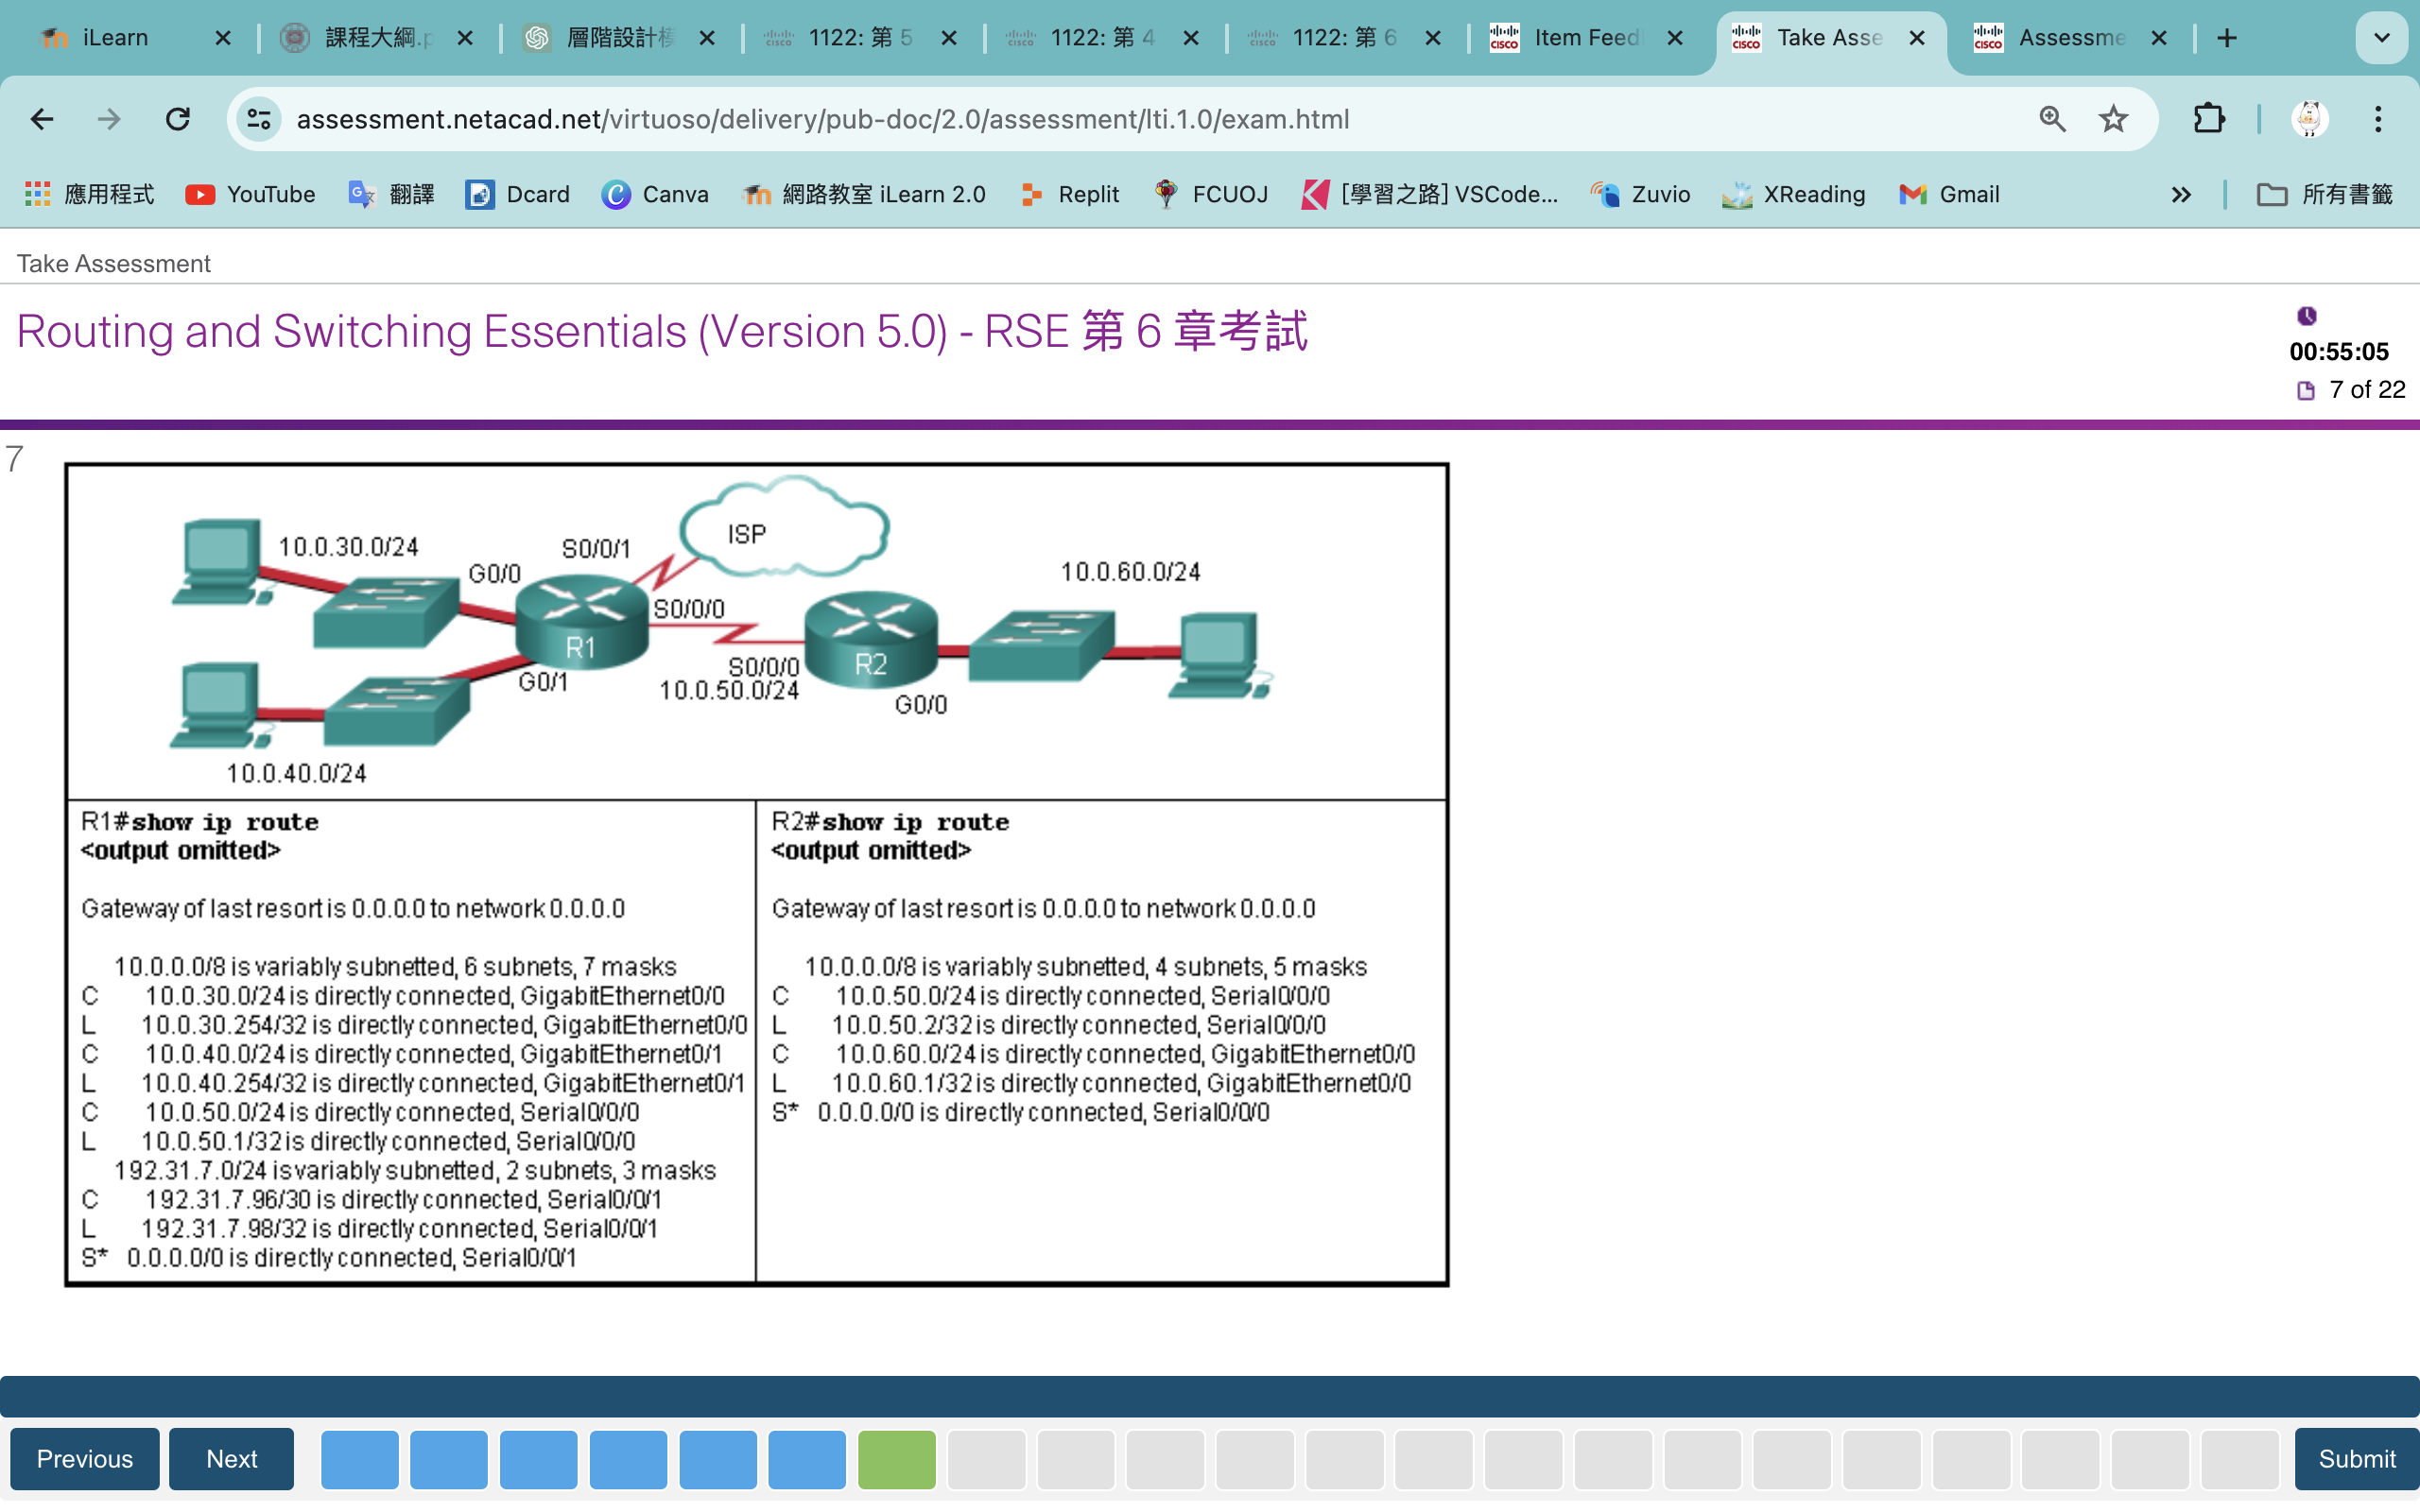 iLearn
課程大綱.p
層階設計模
1122: 第 5
1122: 第 4
1122: 第 6
Item Feed
Take Asse
Assessme
assessment.netacad.net/virtuoso/delivery/pub-doc/2.0/assessment/lti.1.0/exam.html
應用程式
YouTube
翻譯
Dcard
Canva
網路教室 iLearn 2.0
Replit
FCUOJ
[學習之路] VSCode...
Zuvio
XReading
Gmail
所有書籤
Take Assessment
Routing and Switching Essentials (Version 5.0) - RSE 第 6 章考試
00:55:05
7 of 22
7
ISP
10.0.30.0/24
S0/0/1
G0/0
10.0.60.0/24
S0/0/0
R1
R2
S0/0/0
G0/1
10.0.50.0/24
G0/0
10.0.40.0/24
R1#show ip route
<output omitted>
Gateway of last resort is 0.0.0.0 to network 0.0.0.0
10.0.0.0/8 is variably subnetted, 6 subnets, 7 masks
C 10.0.30.0/24 is directly connected, GigabitEthernet0/0
L 10.0.30.254/32 is directly connected, GigabitEthernet0/0
C 10.0.40.0/24 is directly connected, GigabitEthernet0/1
L 10.0.40.254/32 is directly connected, GigabitEthernet0/1
C 10.0.50.0/24 is directly connected, Serial0/0/0
L 10.0.50.1/32 is directly connected, Serial0/0/0
192.31.7.0/24 is variably subnetted, 2 subnets, 3 masks
C 192.31.7.96/30 is directly connected, Serial0/0/1
L 192.31.7.98/32 is directly connected, Serial0/0/1
S* 0.0.0.0/0 is directly connected, Serial0/0/1
R2#show ip route
<output omitted>
Gateway of last resort is 0.0.0.0 to network 0.0.0.0
10.0.0.0/8 is variably subnetted, 4 subnets, 5 masks
C 10.0.50.0/24 is directly connected, Serial0/0/0
L 10.0.50.2/32 is directly connected, Serial0/0/0
C 10.0.60.0/24 is directly connected, GigabitEthernet0/0
L 10.0.60.1/32 is directly connected, GigabitEthernet0/0
S* 0.0.0.0/0 is directly connected, Serial0/0/0
Previous
Next
Submit